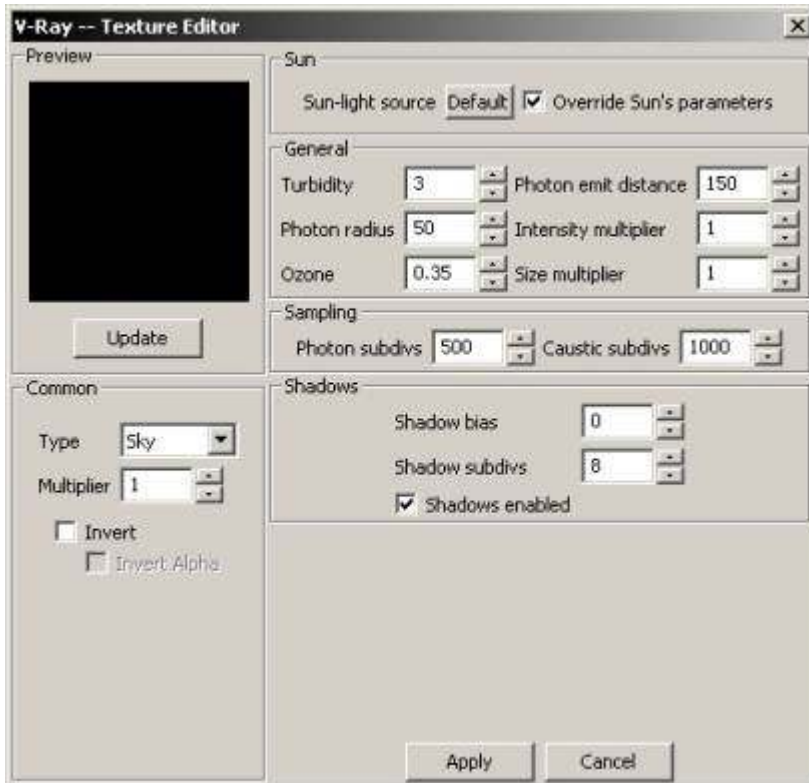 V-Ray -- Texture Editor
Preview
Update
Sun
Sun-light source Default Override Sun's parameters
General
Turbidity 3 Photon emit distance 150
Photon radius 50 Intensity multiplier 1
Ozone 0.35 Size multiplier 1
Sampling
Photon subdivs 500 Caustic subdivs 1000
Common
Type Sky
Multiplier 1
Invert
Invert Alpha
Shadows
Shadow bias 0
Shadow subdivs 8
Shadows enabled
Apply Cancel